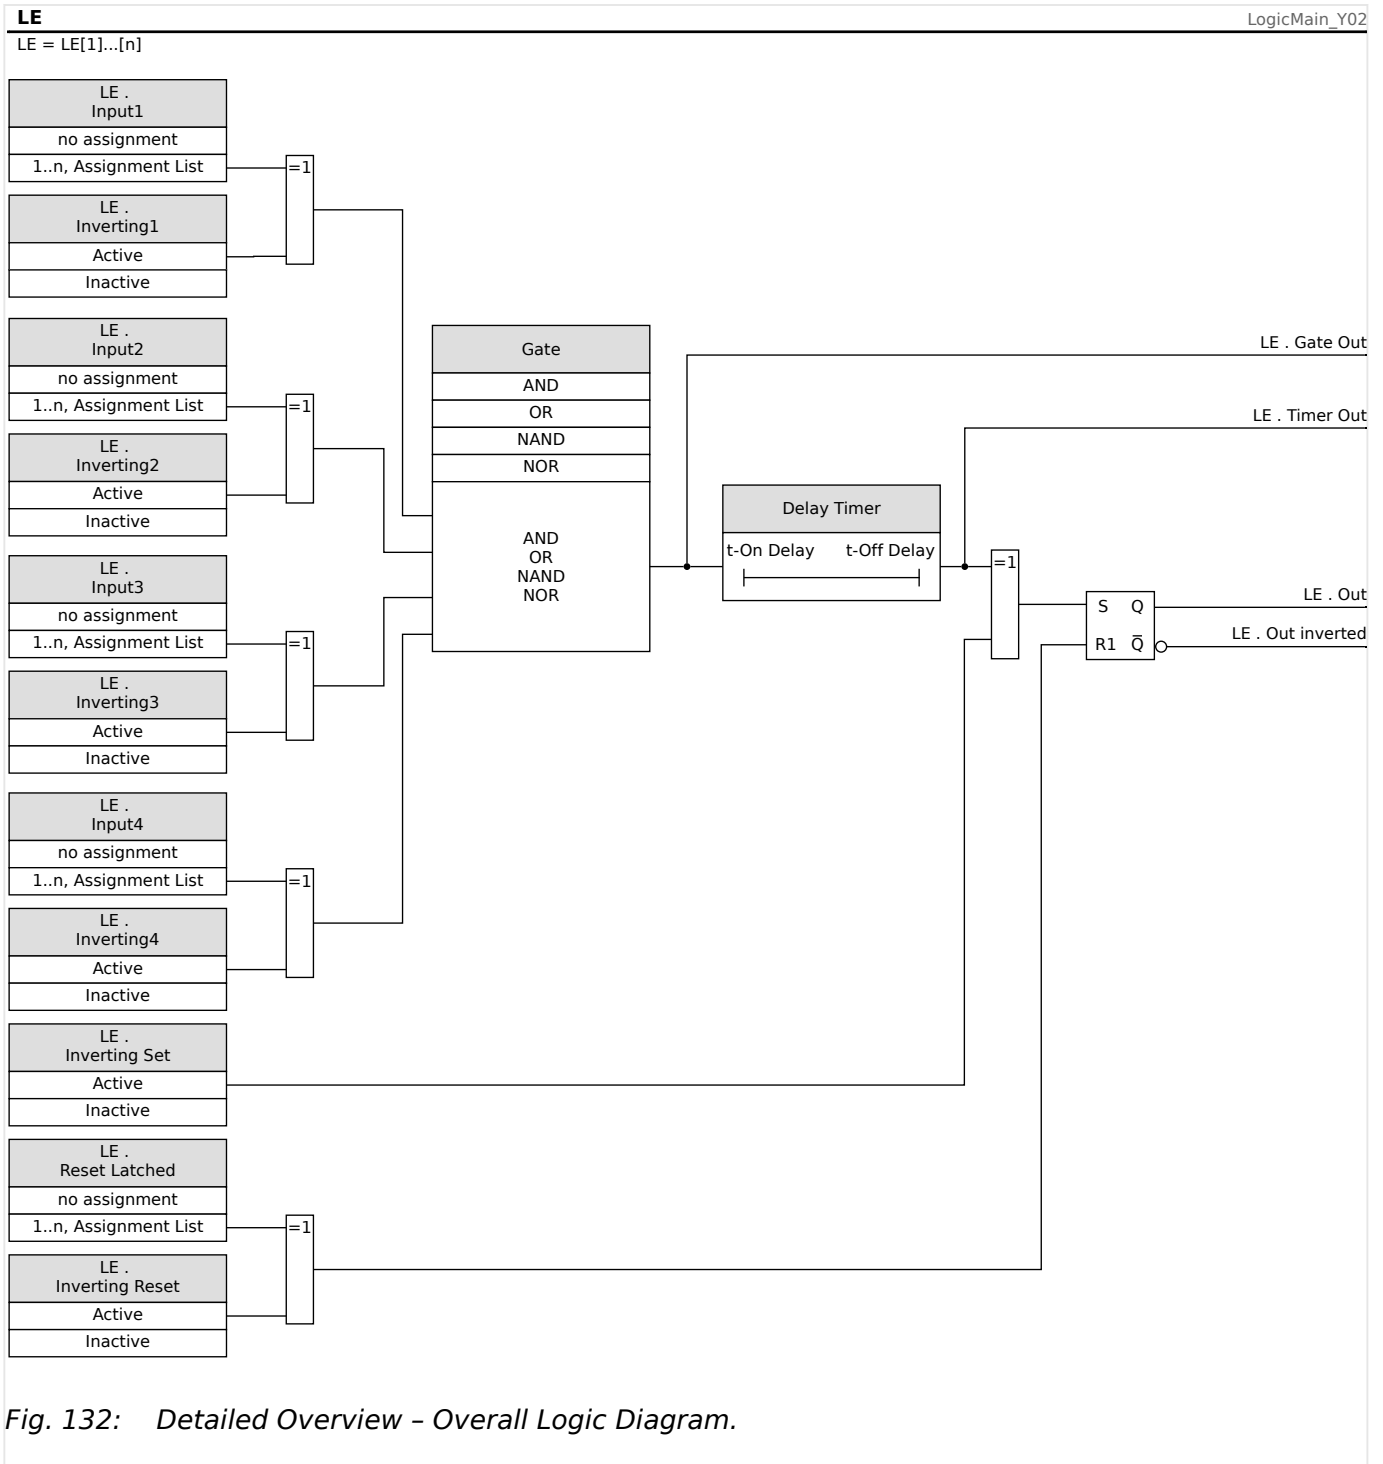 LE
LogicMain_Y02
LE = LE[1]...[n]
LE .
Input1
no assignment
1..n, Assignment List
=1
LE .
Inverting1
Active
Inactive
LE .
Input2
no assignment
1..n, Assignment List
=1
LE .
Inverting2
Active
Inactive
LE .
Input3
no assignment
1..n, Assignment List
=1
LE .
Inverting3
Active
Inactive
LE .
Input4
no assignment
1..n, Assignment List
=1
LE .
Inverting4
Active
Inactive
LE .
Inverting Set
Active
Inactive
LE .
Reset Latched
no assignment
1..n, Assignment List
=1
LE .
Inverting Reset
Active
Inactive
Gate
AND
OR
NAND
NOR
AND
OR
NAND
NOR
Delay Timer
t-On Delay t-Off Delay
=1
S Q
R1 Q̅
LE . Gate Out
LE . Timer Out
LE . Out
LE . Out inverted
Fig. 132: Detailed Overview – Overall Logic Diagram.